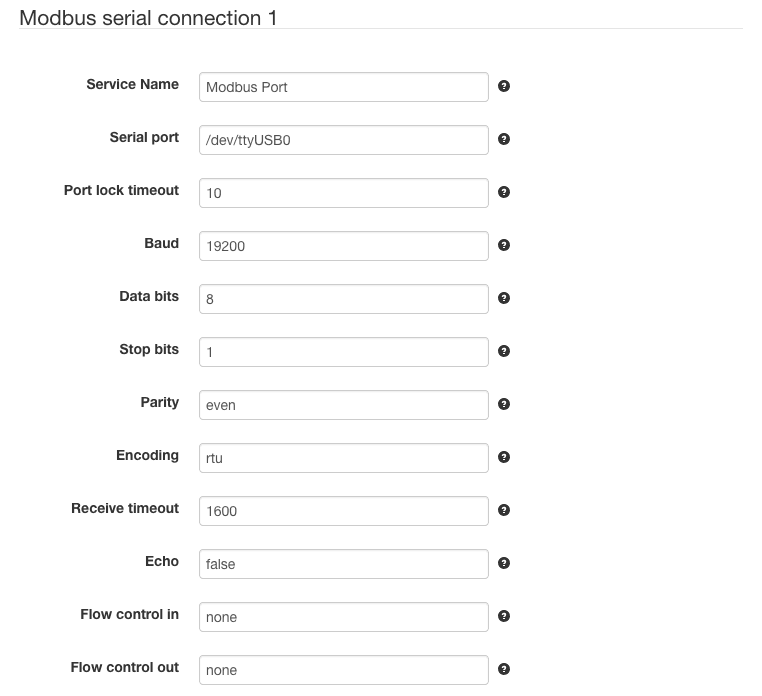 Modbus serial connection 1
Service Name Modbus Port
Serial port /dev/ttyUSB0
Port lock timeout 10
Baud 19200
Data bits 8
Stop bits 1
Parity even
Encoding rtu
Receive timeout 1600
Echo false
Flow control in none
Flow control out none